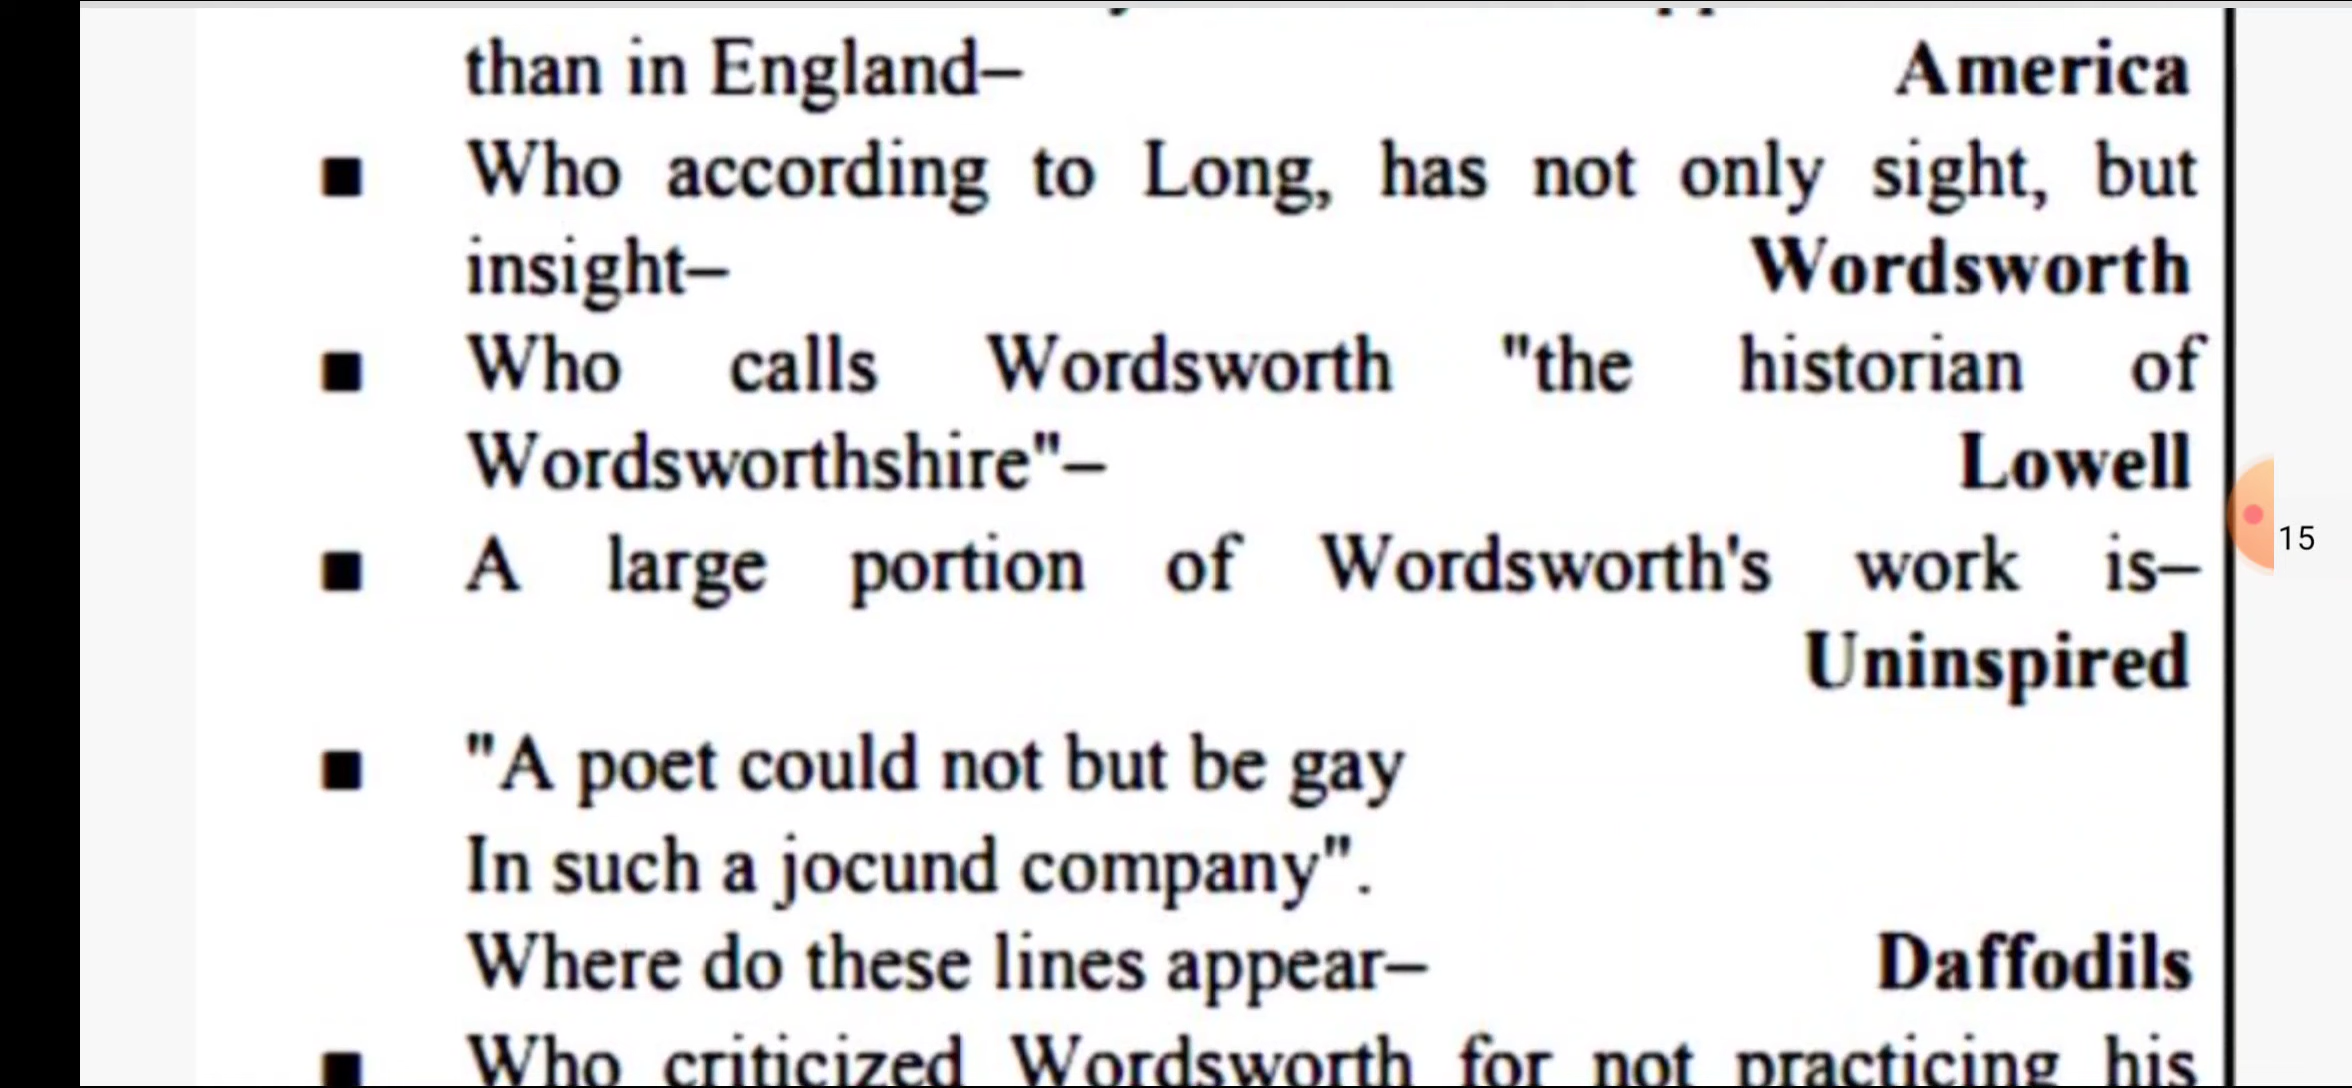 than in England– America
■ Who according to Long, has not only sight, but
insight– Wordsworth
■ Who calls Wordsworth "the historian of
Wordsworthshire"– Lowell
■ A large portion of Wordsworth's work is–
Uninspired
■ "A poet could not but be gay
In such a jocund company".
Where do these lines appear– Daffodils
■ Who criticized Wordsworth for not practicing his
15